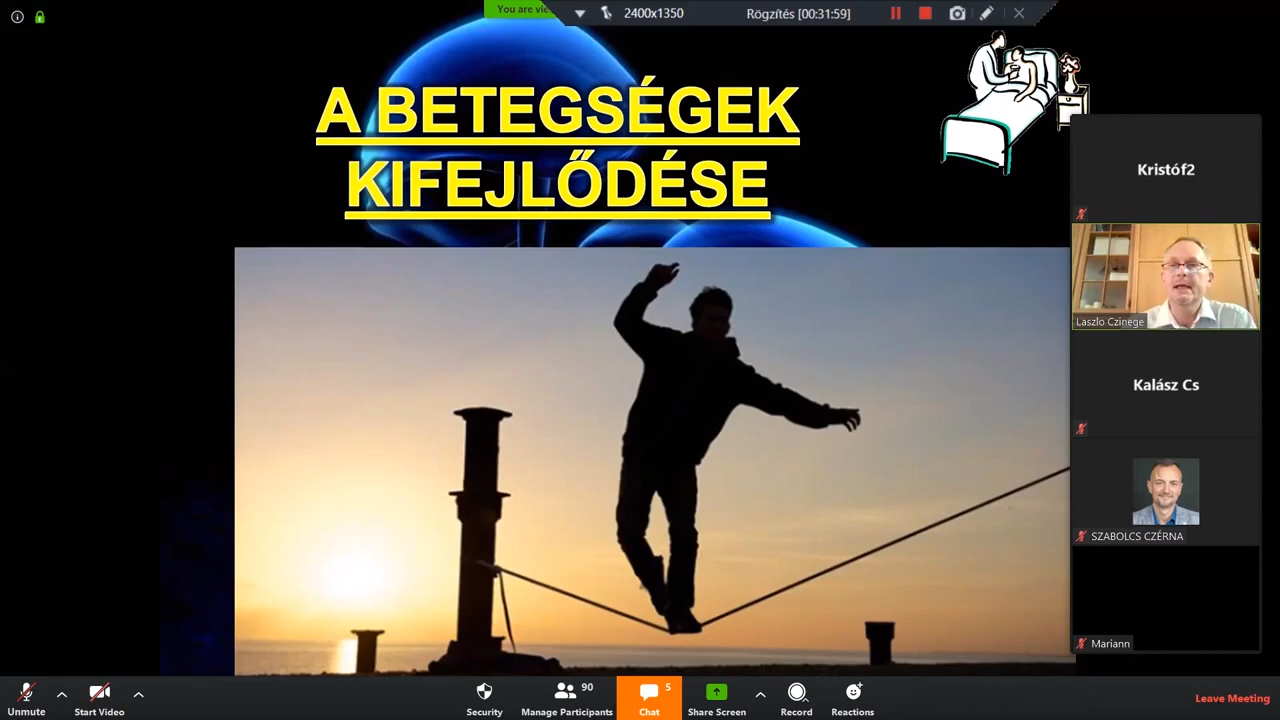 You are vie
2400x1350
Rögzítés [00:31:59]
A BETEGSÉGEK
KIFEJLŐDÉSE
Kristóf2
Laszlo Czinege
Kalász Cs
SZABOLCS CZÉRNA
Mariann
Unmute
Start Video
Security
90
Manage Participants
5
Chat
Share Screen
Record
Reactions
Leave Meeting